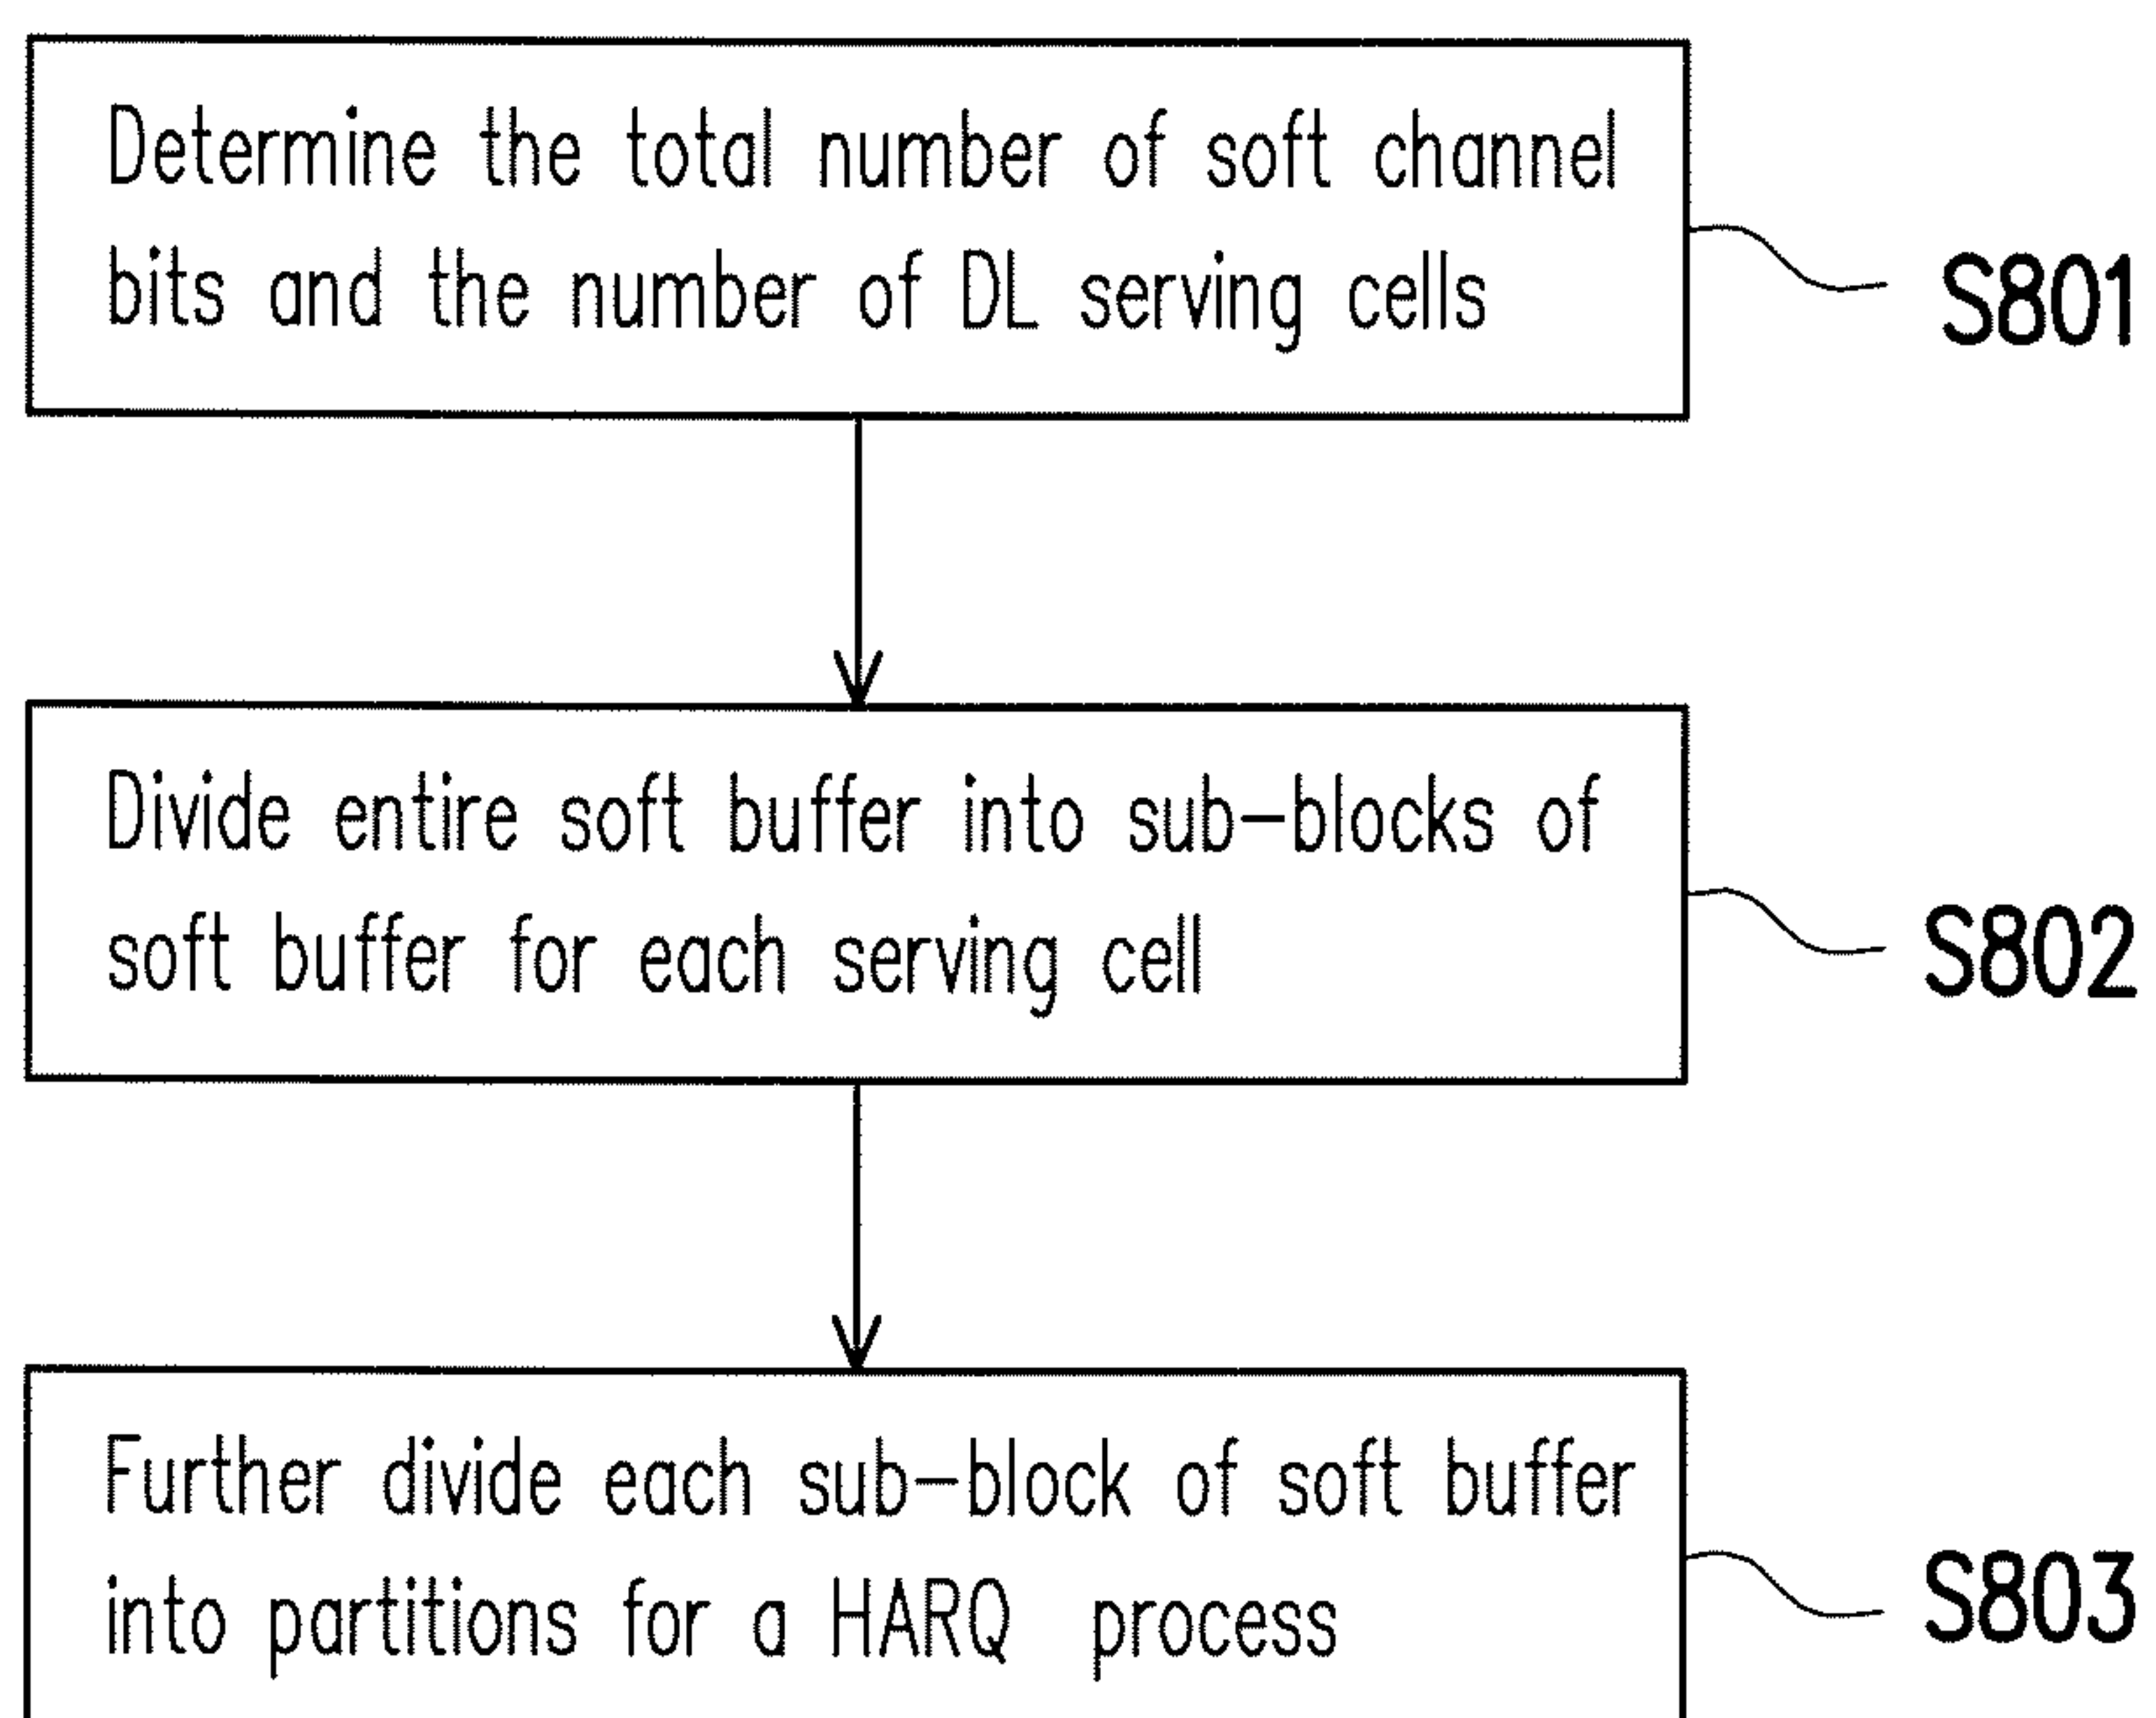 Determine the total number of soft channel
bits and the number of DL serving cells
S801
Divide entire soft buffer into sub-blocks of
soft buffer for each serving cell
S802
Further divide each sub-block of soft buffer
into partitions for a HARQ process
S803